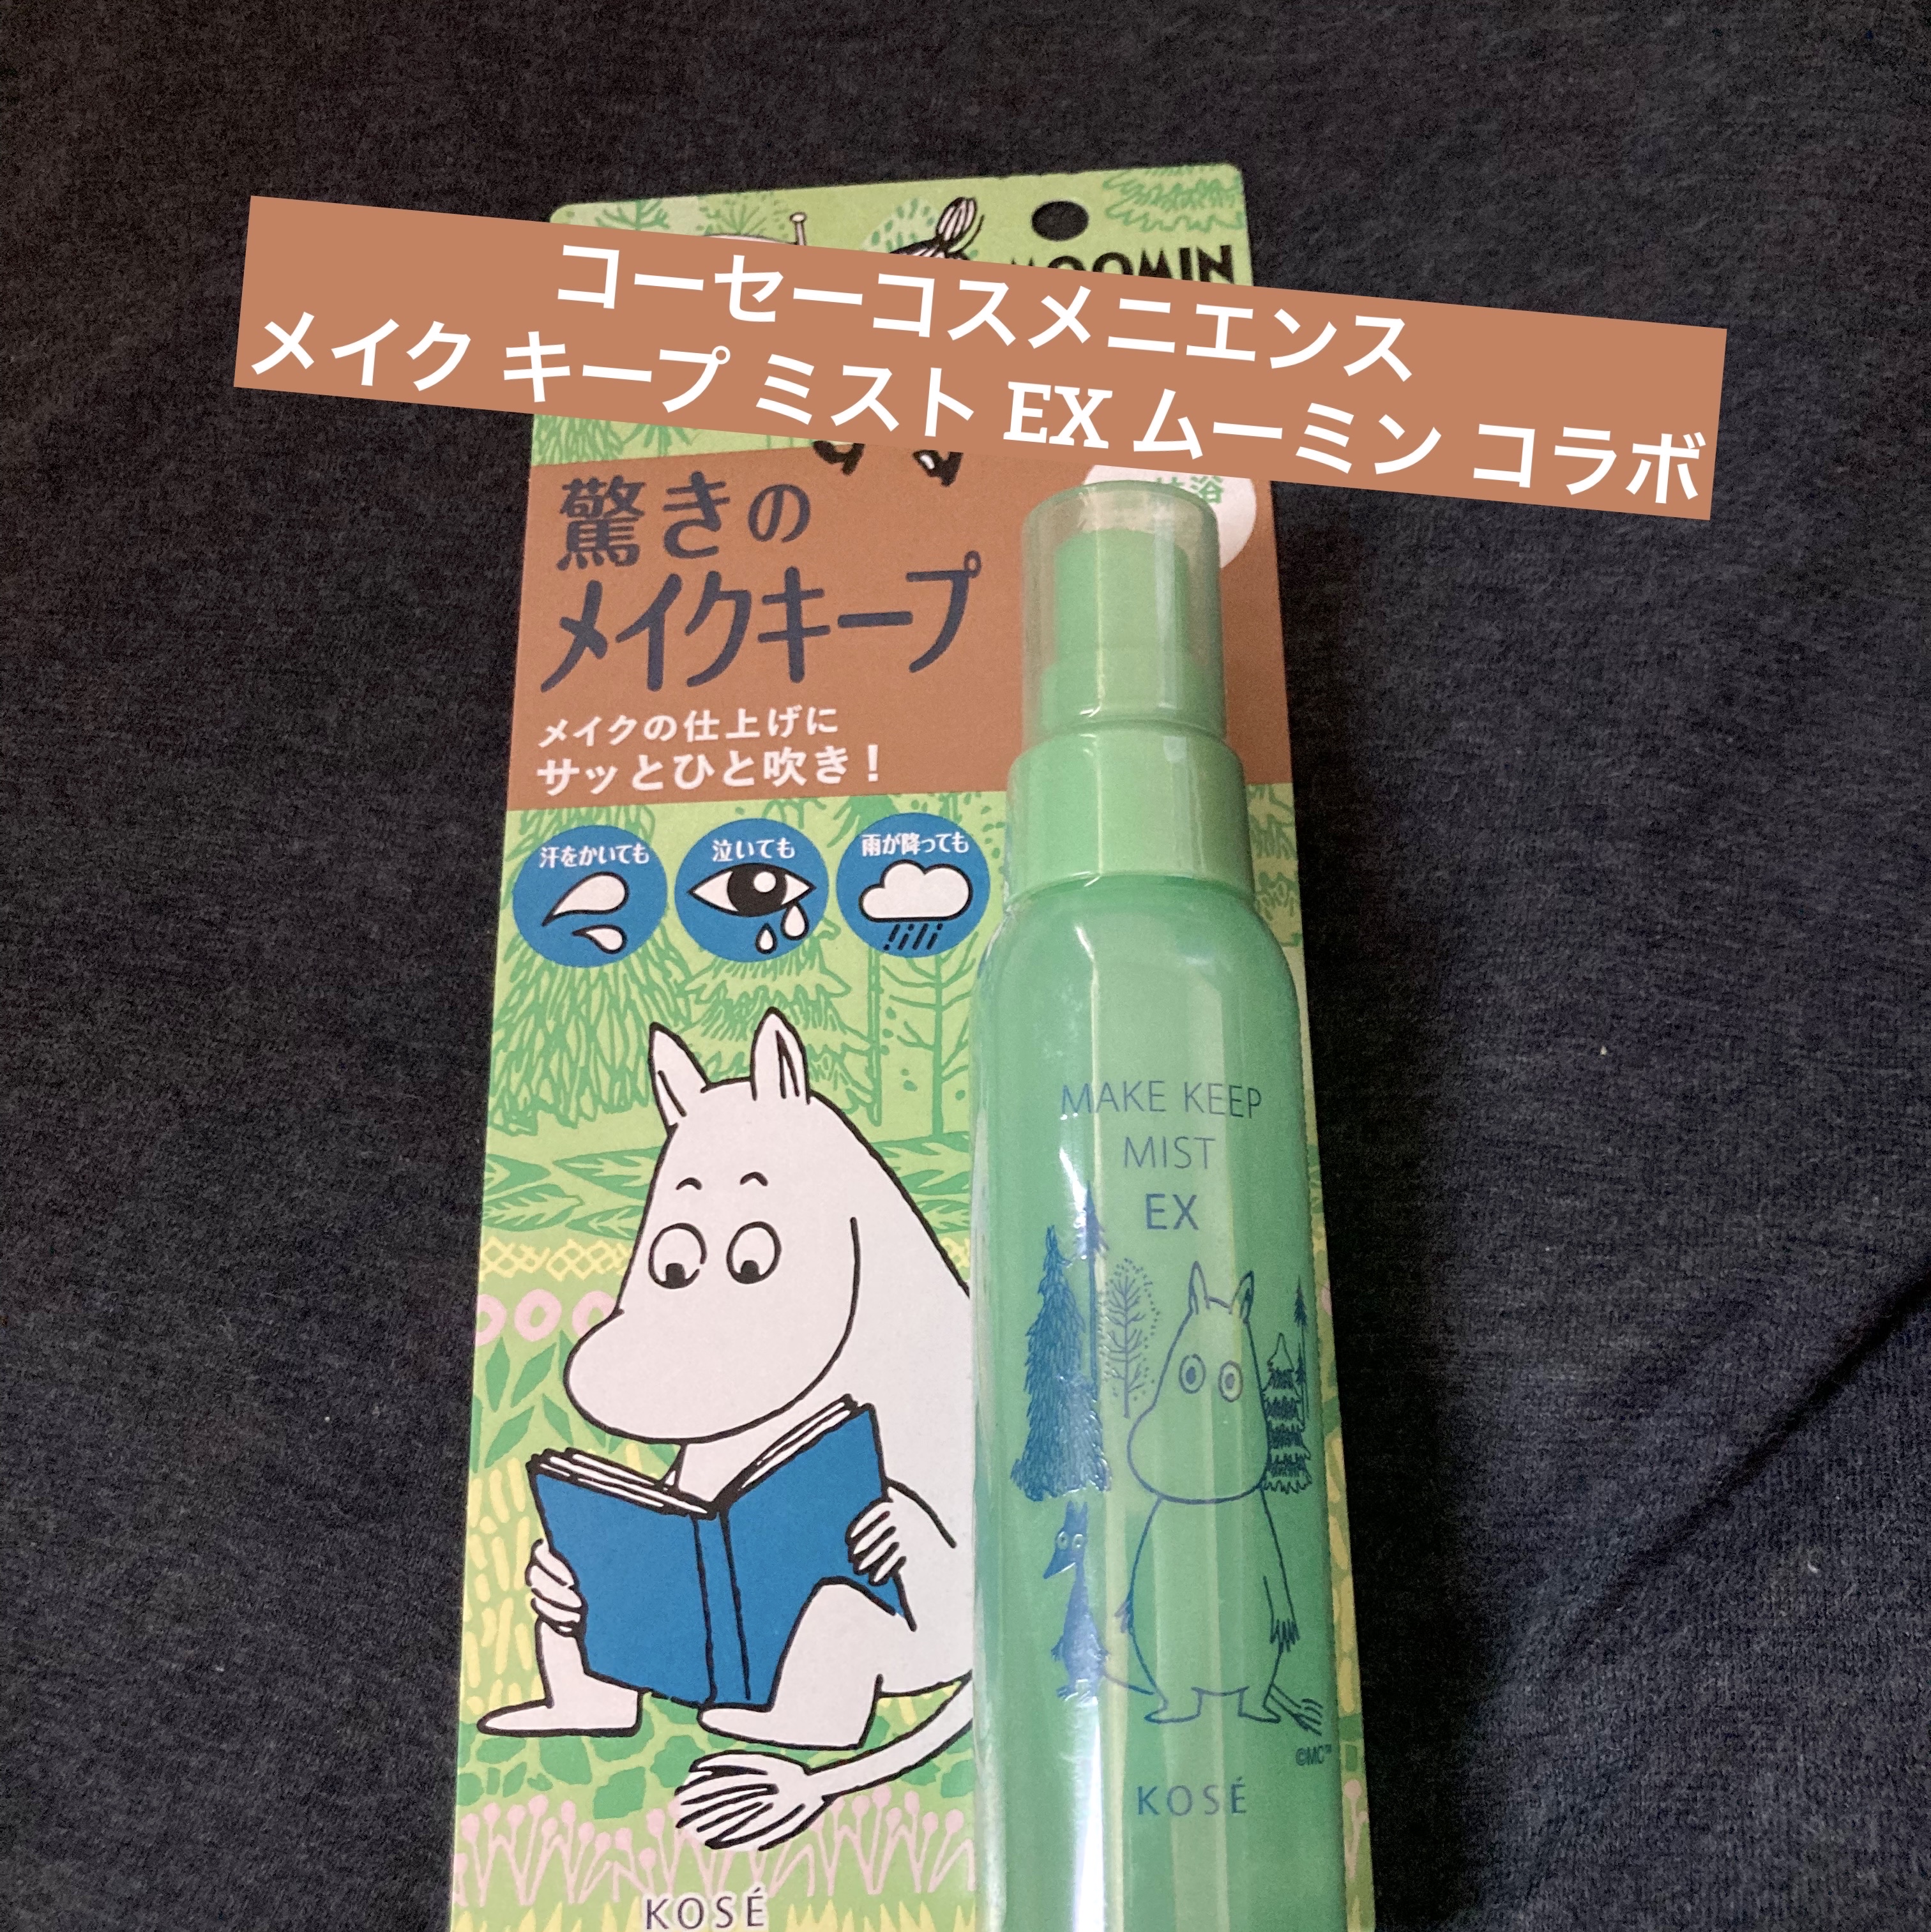 MOOMIN
コーセーコスメニエンス
メイク キープ ミスト EX ムーミン コラボ
驚きの
メイクキープ
メイクの仕上げに
サッとひと吹き!
汗をかいても
泣いても
雨が降っても
MAKE KEEP
MIST
EX
©MC™
KOSÉ
KOSÉ